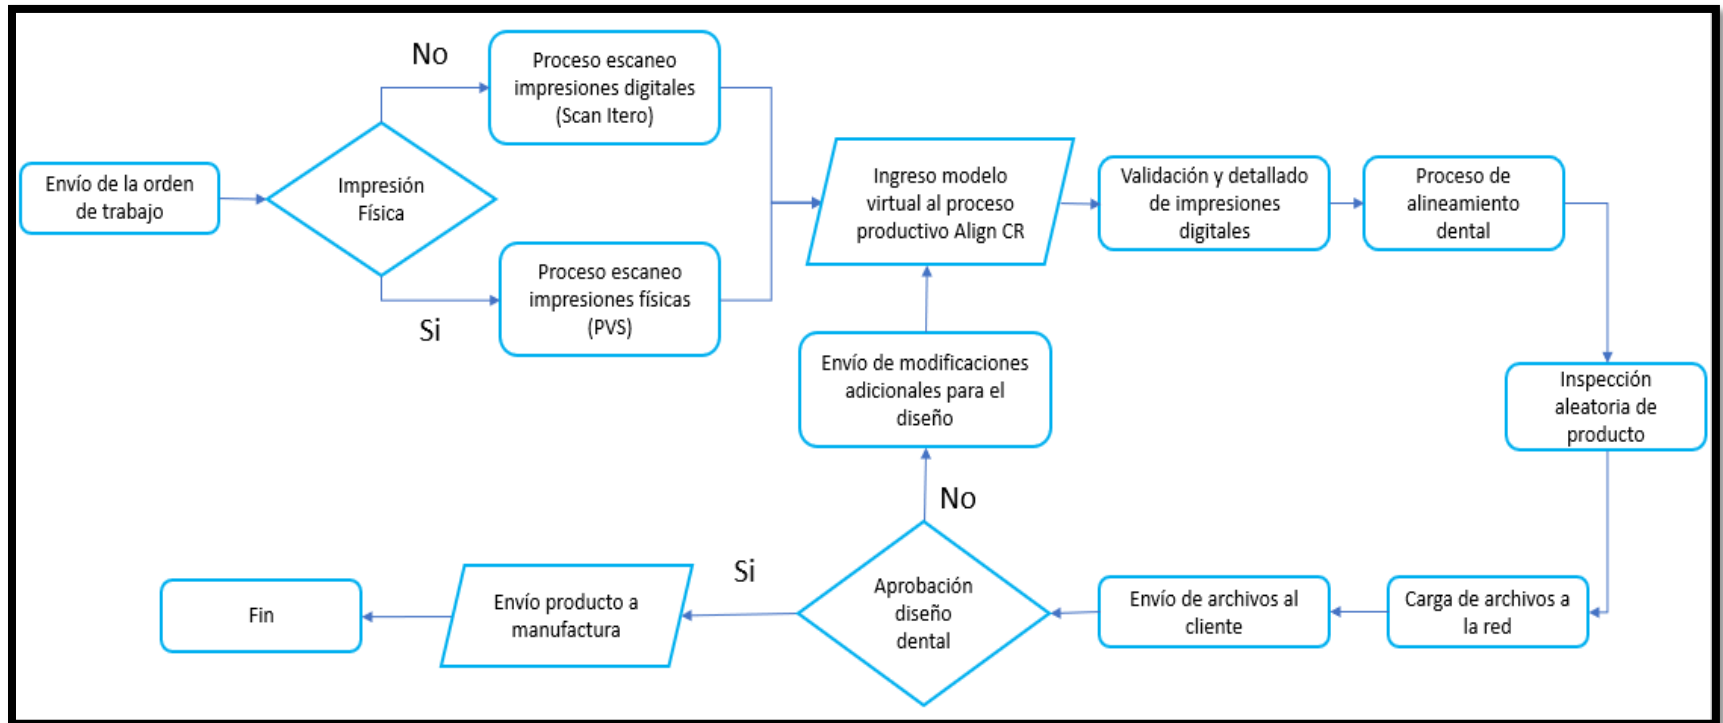 Envío de la orden
de trabajo
Impresión
Física
No
Proceso escaneo
impresiones digitales
(Scan Itero)
Si
Proceso escaneo
impresiones físicas
(PVS)
Ingreso modelo
virtual al proceso
productivo Align CR
Validación y detallado
de impresiones
digitales
Proceso de
alineamiento
dental
Inspección
aleatoria de
producto
Carga de archivos a
la red
Envío de archivos al
cliente
Aprobación
diseño
dental
No
Envío de modificaciones
adicionales para el
diseño
Si
Envío producto a
manufactura
Fin